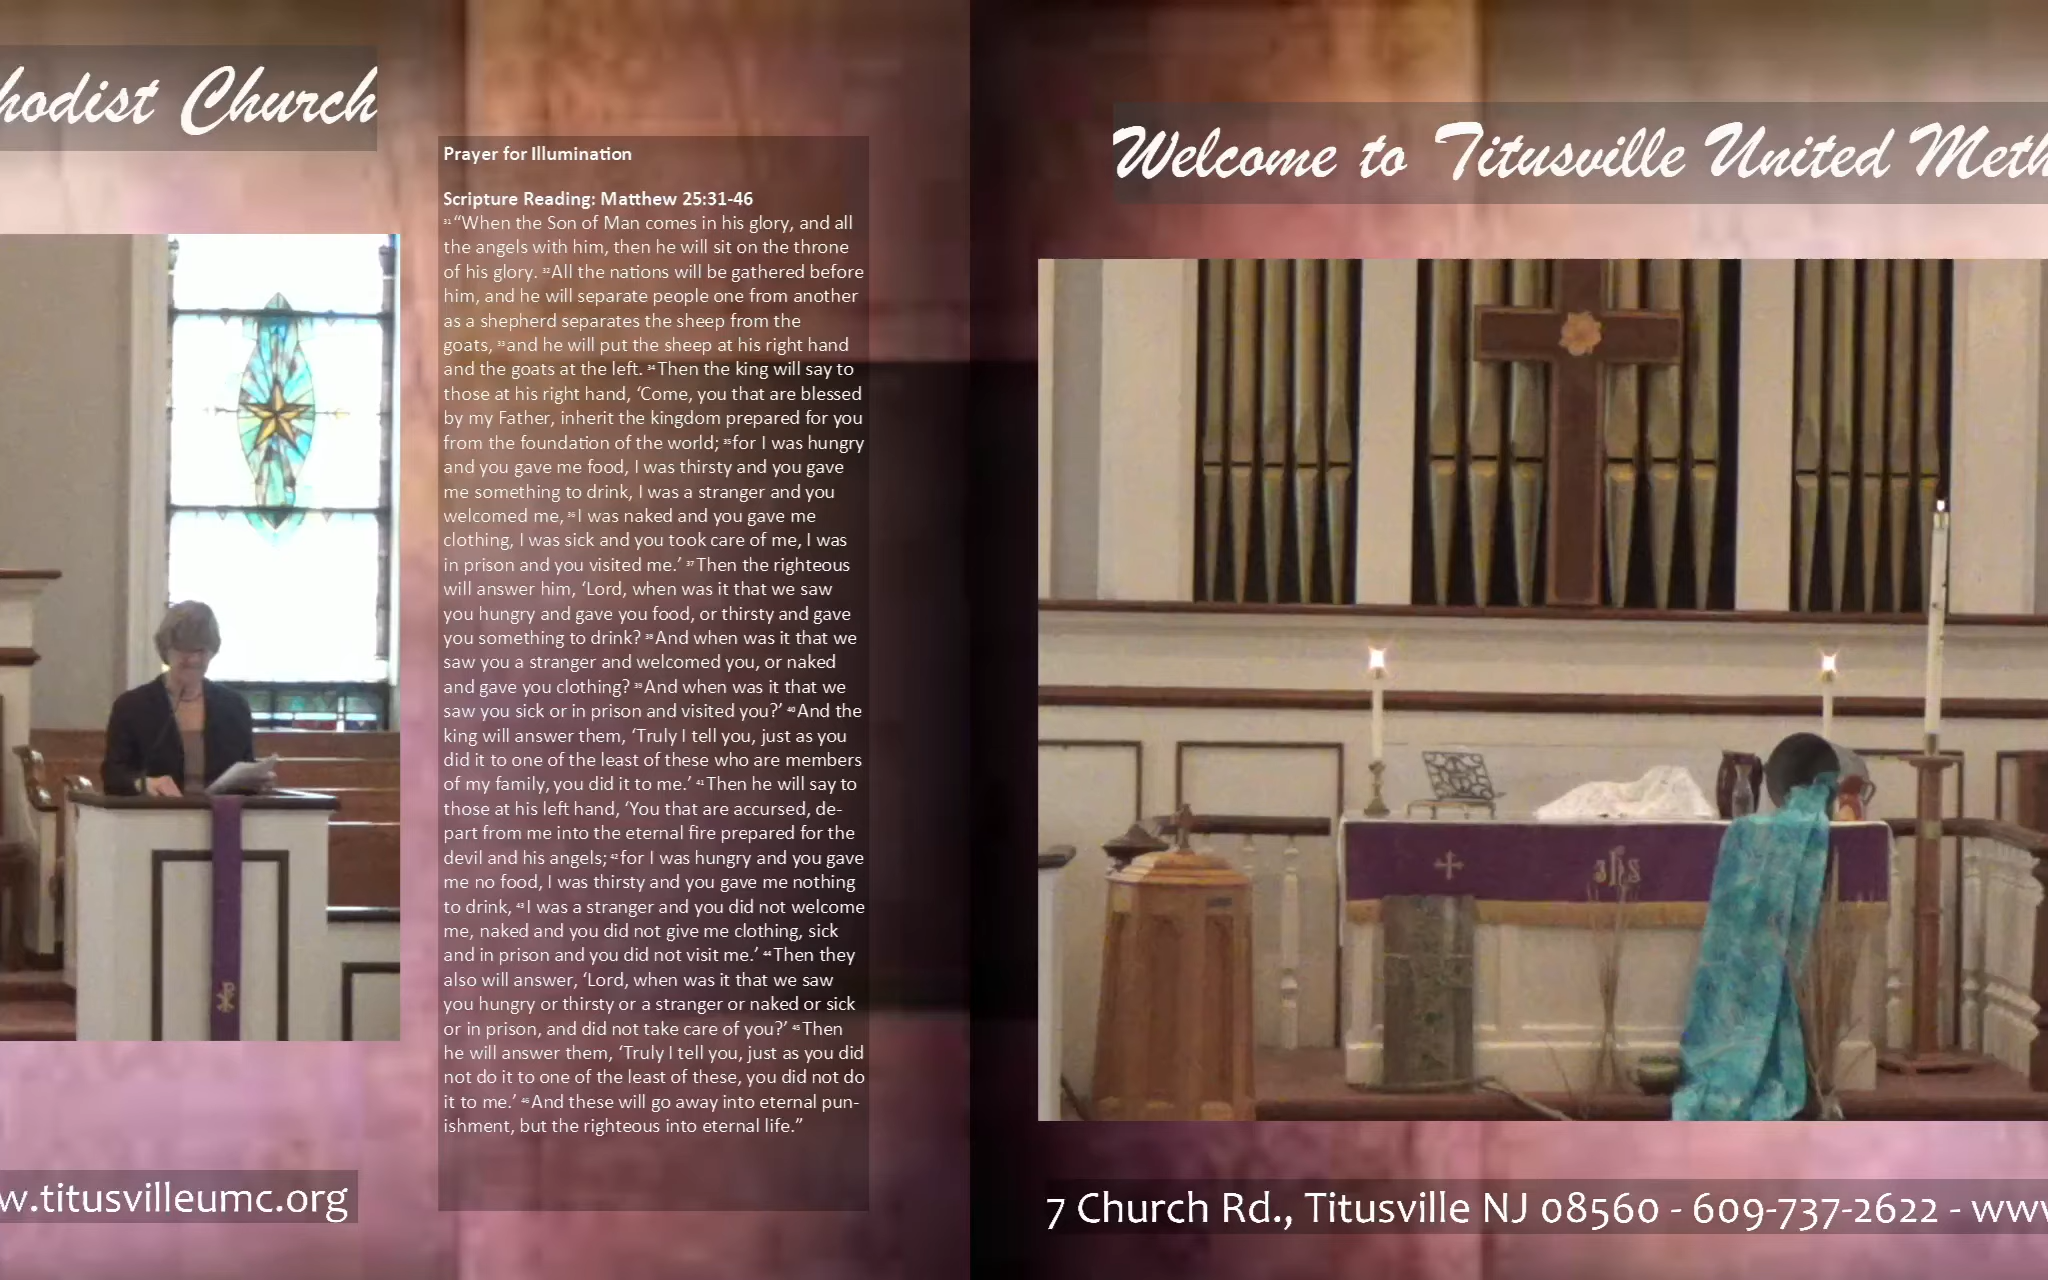 hodist Church
Prayer for Illumination
Scripture Reading: Matthew 25:31-46
31 “When the Son of Man comes in his glory, and all
the angels with him, then he will sit on the throne
of his glory. 32 All the nations will be gathered before
him, and he will separate people one from another
as a shepherd separates the sheep from the
goats, 33 and he will put the sheep at his right hand
and the goats at the left. 34 Then the king will say to
those at his right hand, ‘Come, you that are blessed
by my Father, inherit the kingdom prepared for you
from the foundation of the world; 35 for I was hungry
and you gave me food, I was thirsty and you gave
me something to drink, I was a stranger and you
welcomed me, 36 I was naked and you gave me
clothing, I was sick and you took care of me, I was
in prison and you visited me.’ 37 Then the righteous
will answer him, ‘Lord, when was it that we saw
you hungry and gave you food, or thirsty and gave
you something to drink? 38 And when was it that we
saw you a stranger and welcomed you, or naked
and gave you clothing? 39 And when was it that we
saw you sick or in prison and visited you?’ 40 And the
king will answer them, ‘Truly I tell you, just as you
did it to one of the least of these who are members
of my family, you did it to me.’ 41 Then he will say to
those at his left hand, ‘You that are accursed, de-
part from me into the eternal fire prepared for the
devil and his angels; 42 for I was hungry and you gave
me no food, I was thirsty and you gave me nothing
to drink, 43 I was a stranger and you did not welcome
me, naked and you did not give me clothing, sick
and in prison and you did not visit me.’ 44 Then they
also will answer, ‘Lord, when was it that we saw
you hungry or thirsty or a stranger or naked or sick
or in prison, and did not take care of you?’ 45 Then
he will answer them, ‘Truly I tell you, just as you did
not do it to one of the least of these, you did not do
it to me.’ 46 And these will go away into eternal pun-
ishment, but the righteous into eternal life.”
w.titusvilleumc.org
Welcome to Titusville United Meth
IHS
7 Church Rd., Titusville NJ 08560 - 609-737-2622 - www